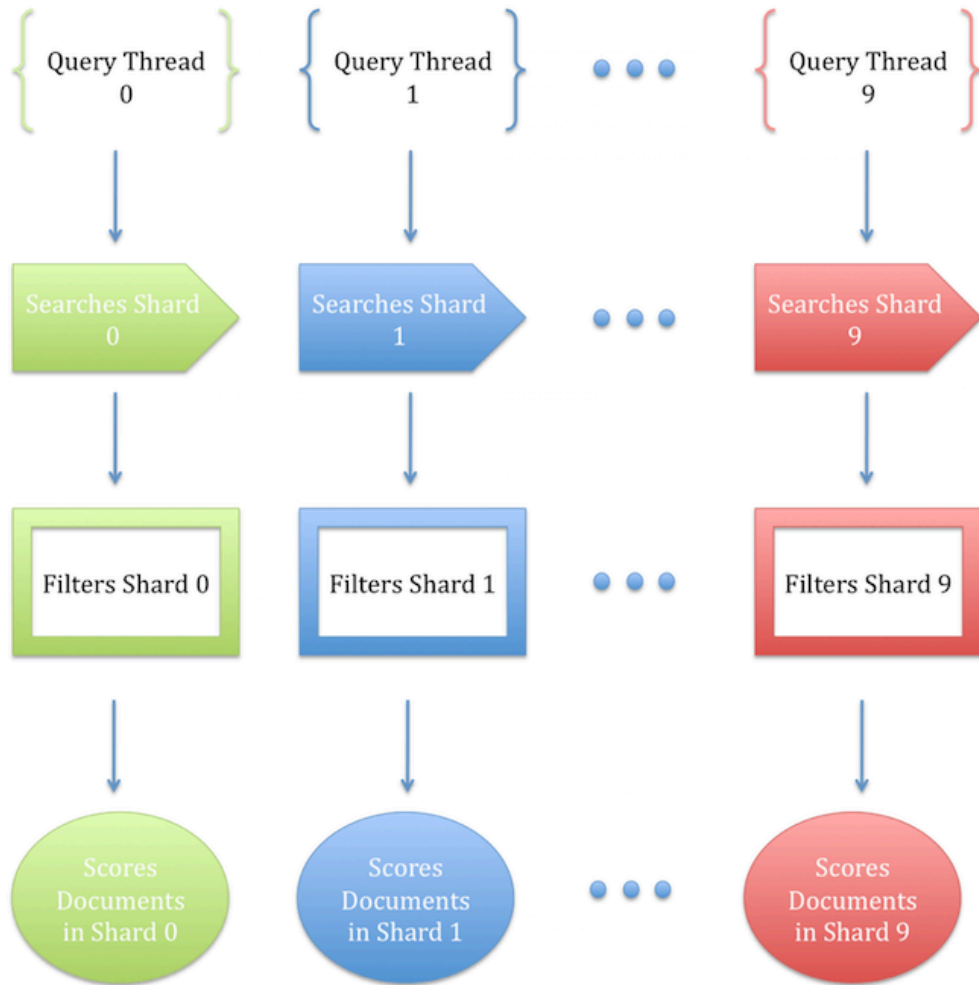 Query Thread
0
Query Thread
1
Query Thread
9
Searches Shard
0
Searches Shard
1
Searches Shard
9
Filters Shard 0
Filters Shard 1
Filters Shard 9
Scores
Documents
in Shard 0
Scores
Documents
in Shard 1
Scores
Documents
in Shard 9